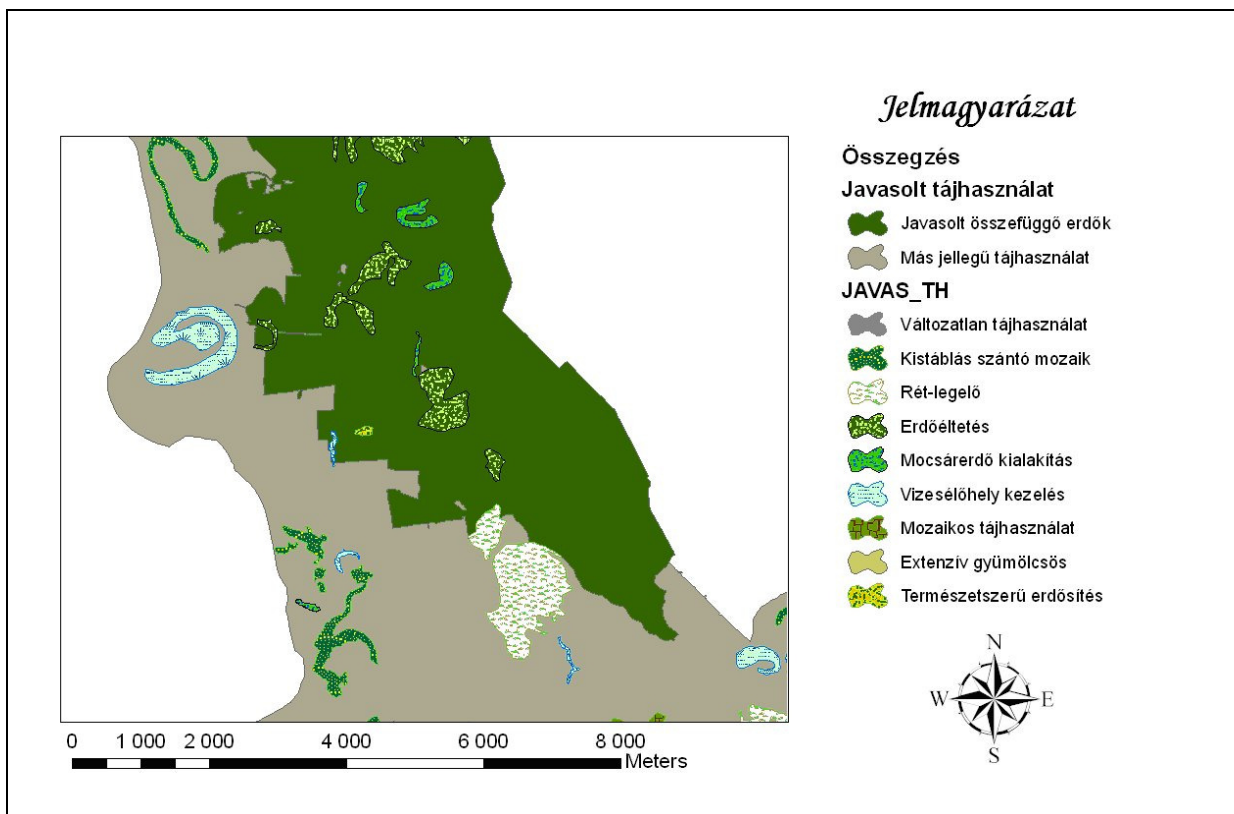 Jelmagyarázat
Összegzés
Javasolt tájhasználat
Javasolt összefüggő erdők
Más jellegű tájhasználat
JAVAS_TH
Változatlan tájhasználat
Kistáblás szántó mozaik
Rét-legelő
Erdőéltetés
Mocsárerdő kialakítás
Vizesélőhely kezelés
Mozaikos tájhasználat
Extenzív gyümölcsös
Természetszerű erdősítés
N
W E
S
0 1 000 2 000 4 000 6 000 8 000
Meters